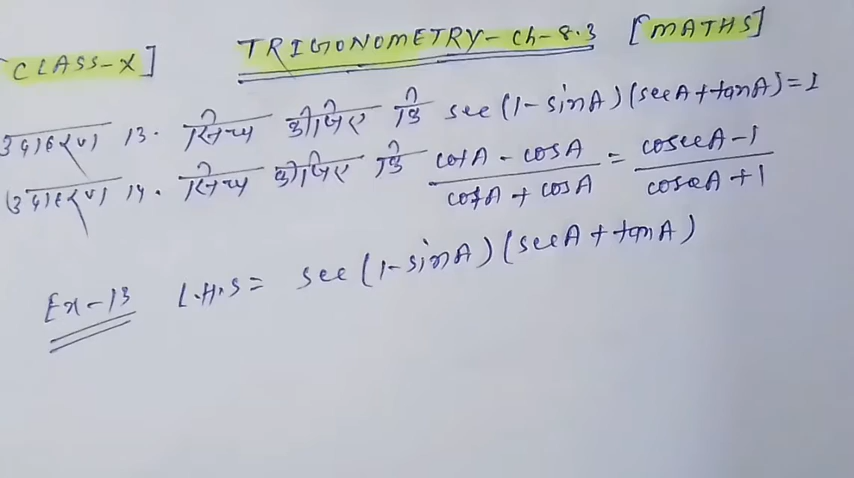 CLASS-X] TRIGONOMETRY- Ch-8.3 [MATHS]
उदाहरण 13. सिध्द कीजिए कि sec(1-sinA)(secA+tanA)=1
उदाहरण 14. सिध्द कीजिए कि cotA - cosA / cotA + cosA = cosecA-1 / cosecA+1
Ex-13 L.H.S= sec(1-sinA)(secA+tanA)